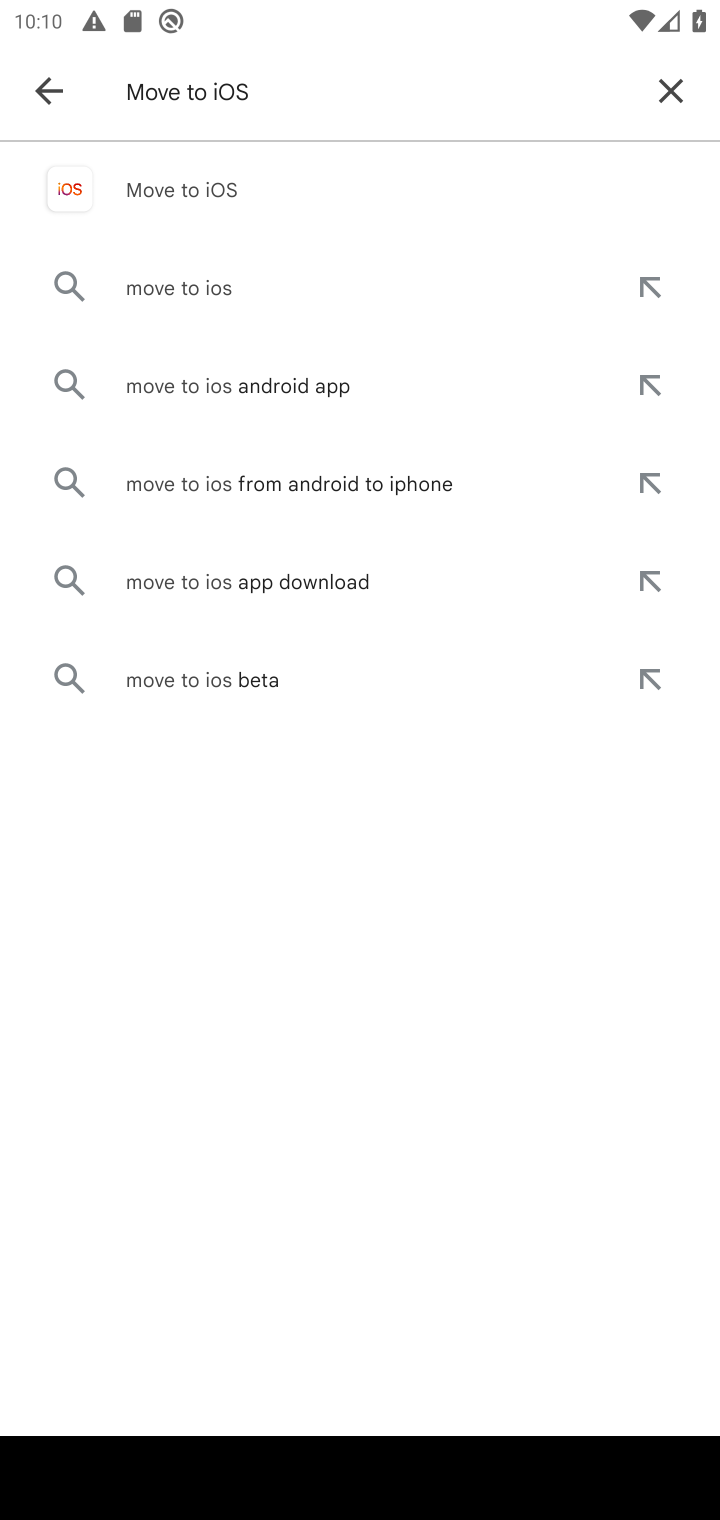 10:10
Move to iOS
iOS Move to iOS
move to ios
move to ios android app
move to ios from android to iphone
move to ios app download
move to ios beta